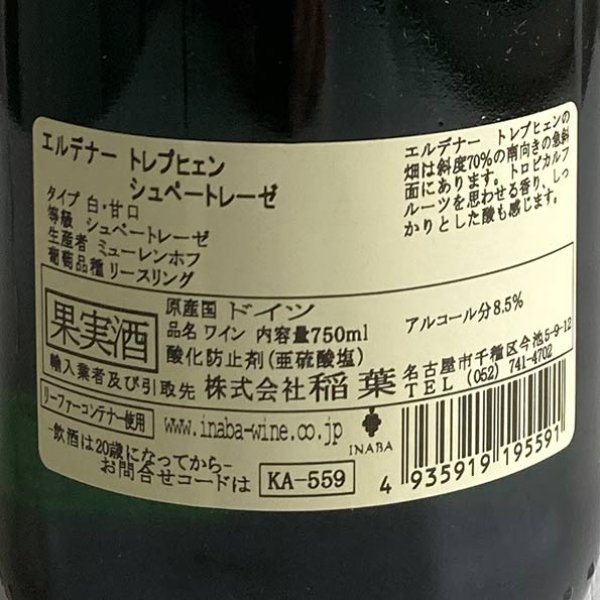 エルデナー トレプヒェン
シュペートレーゼ
タイプ 白・甘口
等級 シュペートレーゼ
生産者 ミューレンホフ
葡萄品種 リースリング
エルデナー トレプヒェンの
畑は斜度70%の南向きの急斜
面にあります。トロピカルフ
ルーツを思わせる香り、しっ
かりとした酸も感じます。
果実酒
原産国 ドイツ
品名 ワイン 内容量750ml
アルコール分8.5%
酸化防止剤(亜硫酸塩)
輸入業者及び引取先 株式会社稲葉
名古屋市千種区今池5-9-12
TEL (052) 741-4702
リーファーコンテナー使用
www.inaba-wine.co.jp
INABA
-飲酒は20歳になってから-
お問合せコードは KA-559
4 935919 195591